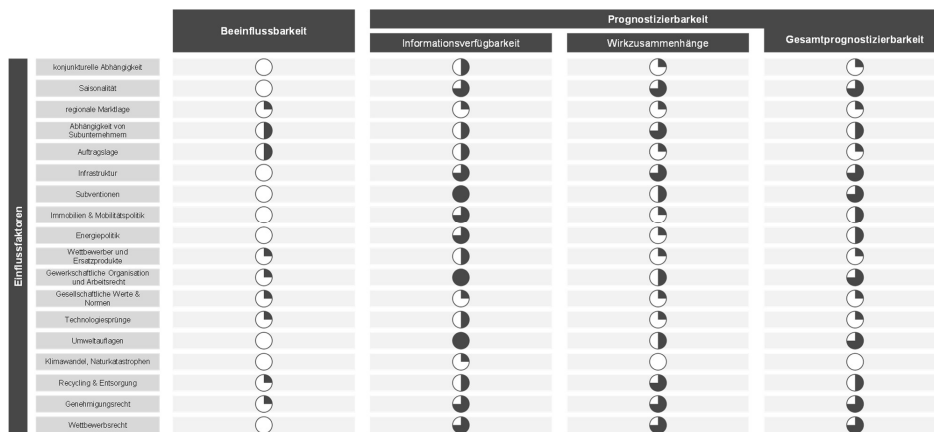 Prognostizierbarkeit
Beeinflussbarkeit
Informationsverfügbarkeit
Wirkzusammenhänge
Gesamtprognostizierbarkeit
Einflussfaktoren
konjunkturelle Abhängigkeit
Saisonalität
regionale Marktlage
Abhängigkeit von
Subunternehmern
Auftragslage
Infrastruktur
Subventionen
Immobilien & Mobilitätspolitik
Energiepolitik
Wettbewerber und
Ersatzprodukte
Gewerkschaftliche Organisation
und Arbeitsrecht
Gesellschaftliche Werte &
Normen
Technologiesprünge
Umweltauflagen
Klimawandel, Naturkatastrophen
Recycling & Entsorgung
Genehmigungsrecht
Wettbewerbsrecht